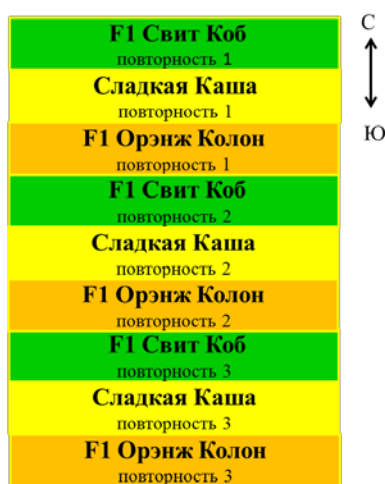 F1 Свит Коб
повторность 1
Сладкая Каша
повторность 1
F1 Орэнж Колон
повторность 1
F1 Свит Коб
повторность 2
Сладкая Каша
повторность 2
F1 Орэнж Колон
повторность 2
F1 Свит Коб
повторность 3
Сладкая Каша
повторность 3
F1 Орэнж Колон
повторность 3
С
Ю